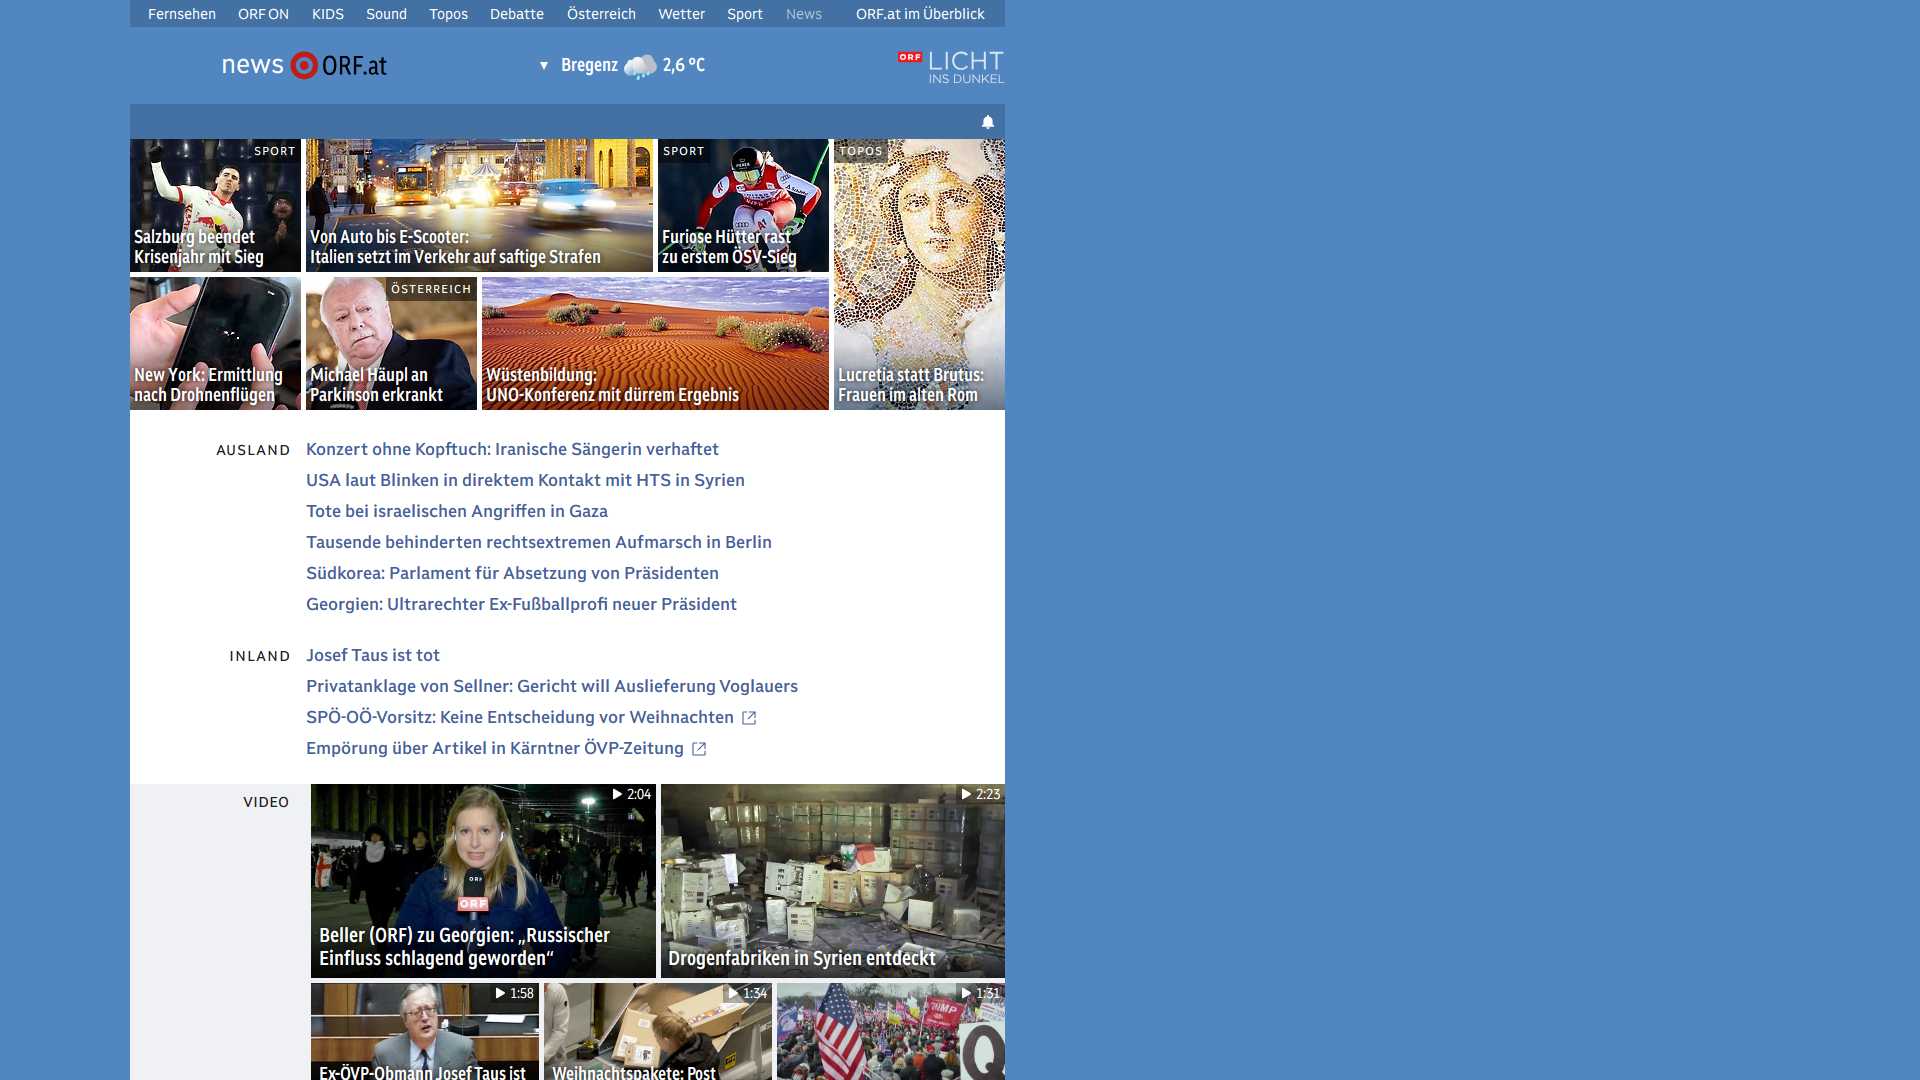 Fernsehen ORF ON KIDS Sound Topos Debatte Österreich Wetter Sport News ORF.at im Überblick
news ORF.at
Bregenz 2,6 °C
ORF LICHT
INS DUNKEL
SPORT
Salzburg beendet
Krisenjahr mit Sieg
Von Auto bis E-Scooter:
Italien setzt im Verkehr auf saftige Strafen
SPORT
Furiose Hütter rast
zu erstem ÖSV-Sieg
TOPOS
Lucretia statt Brutus:
Frauen im alten Rom
New York: Ermittlung
nach Drohnenflügen
ÖSTERREICH
Michael Häupl an
Parkinson erkrankt
Wüstenbildung:
UNO-Konferenz mit dürrem Ergebnis
AUSLAND
Konzert ohne Kopftuch: Iranische Sängerin verhaftet
USA laut Blinken in direktem Kontakt mit HTS in Syrien
Tote bei israelischen Angriffen in Gaza
Tausende behinderten rechtsextremen Aufmarsch in Berlin
Südkorea: Parlament für Absetzung von Präsidenten
Georgien: Ultrarechter Ex-Fußballprofi neuer Präsident
INLAND
Josef Taus ist tot
Privatanklage von Sellner: Gericht will Auslieferung Voglauers
SPÖ-OÖ-Vorsitz: Keine Entscheidung vor Weihnachten
Empörung über Artikel in Kärntner ÖVP-Zeitung
VIDEO
2:04
ORF
Beller (ORF) zu Georgien: „Russischer
Einfluss schlagend geworden“
2:23
Drogenfabriken in Syrien entdeckt
1:58
Ex-ÖVP-Obmann Josef Taus ist
1:34
Weihnachtspakete: Post
1:31
TRUMP
Q